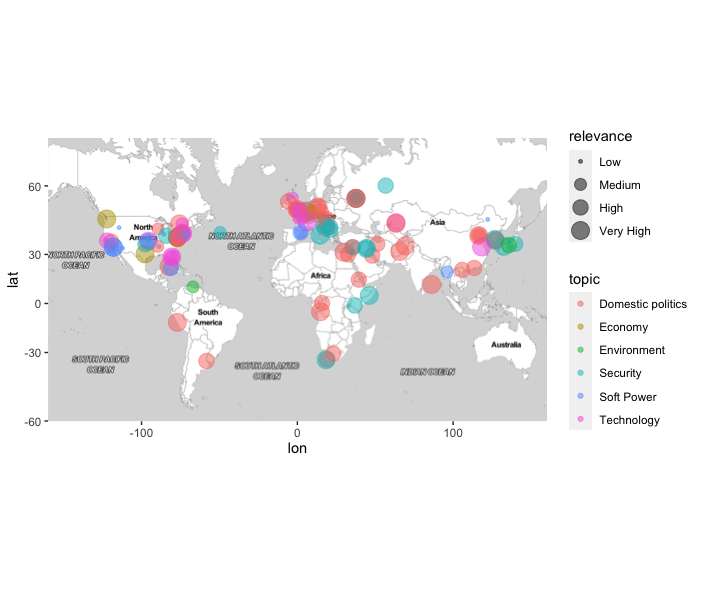 relevance
Low
Medium
High
Very High
topic
Domestic politics
Economy
Environment
Security
Soft Power
Technology
lat
60
30
0
-30
-60
North
America
Asia
NORTH PACIFIC
OCEAN
NORTH ATLANTIC
OCEAN
Africa
South
America
Australia
SOUTH PACIFIC
OCEAN
SOUTH ATLANTIC
OCEAN
INDIAN OCEAN
-100
0
100
lon